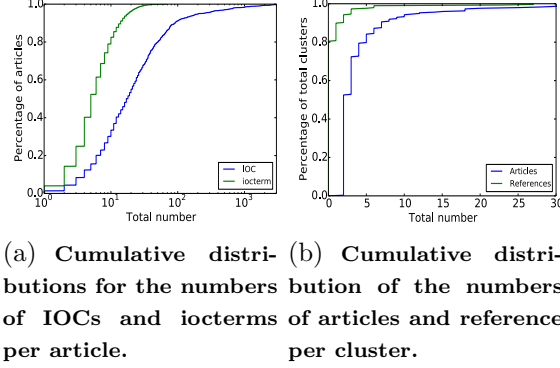 1.0
0.8
0.6
0.4
0.2
0.0
Percentage of articles
10^0
10^1
10^2
10^3
Total number
IOC
iocterm
1.0
0.8
0.6
0.4
0.2
0.0
Percentage of total clusters
0
5
10
15
20
25
30
Total number
Articles
References
(a) Cumulative distri-
butions for the numbers
of IOCs and iocterms
per article.
(b) Cumulative distri-
bution of the numbers
of articles and reference
per cluster.